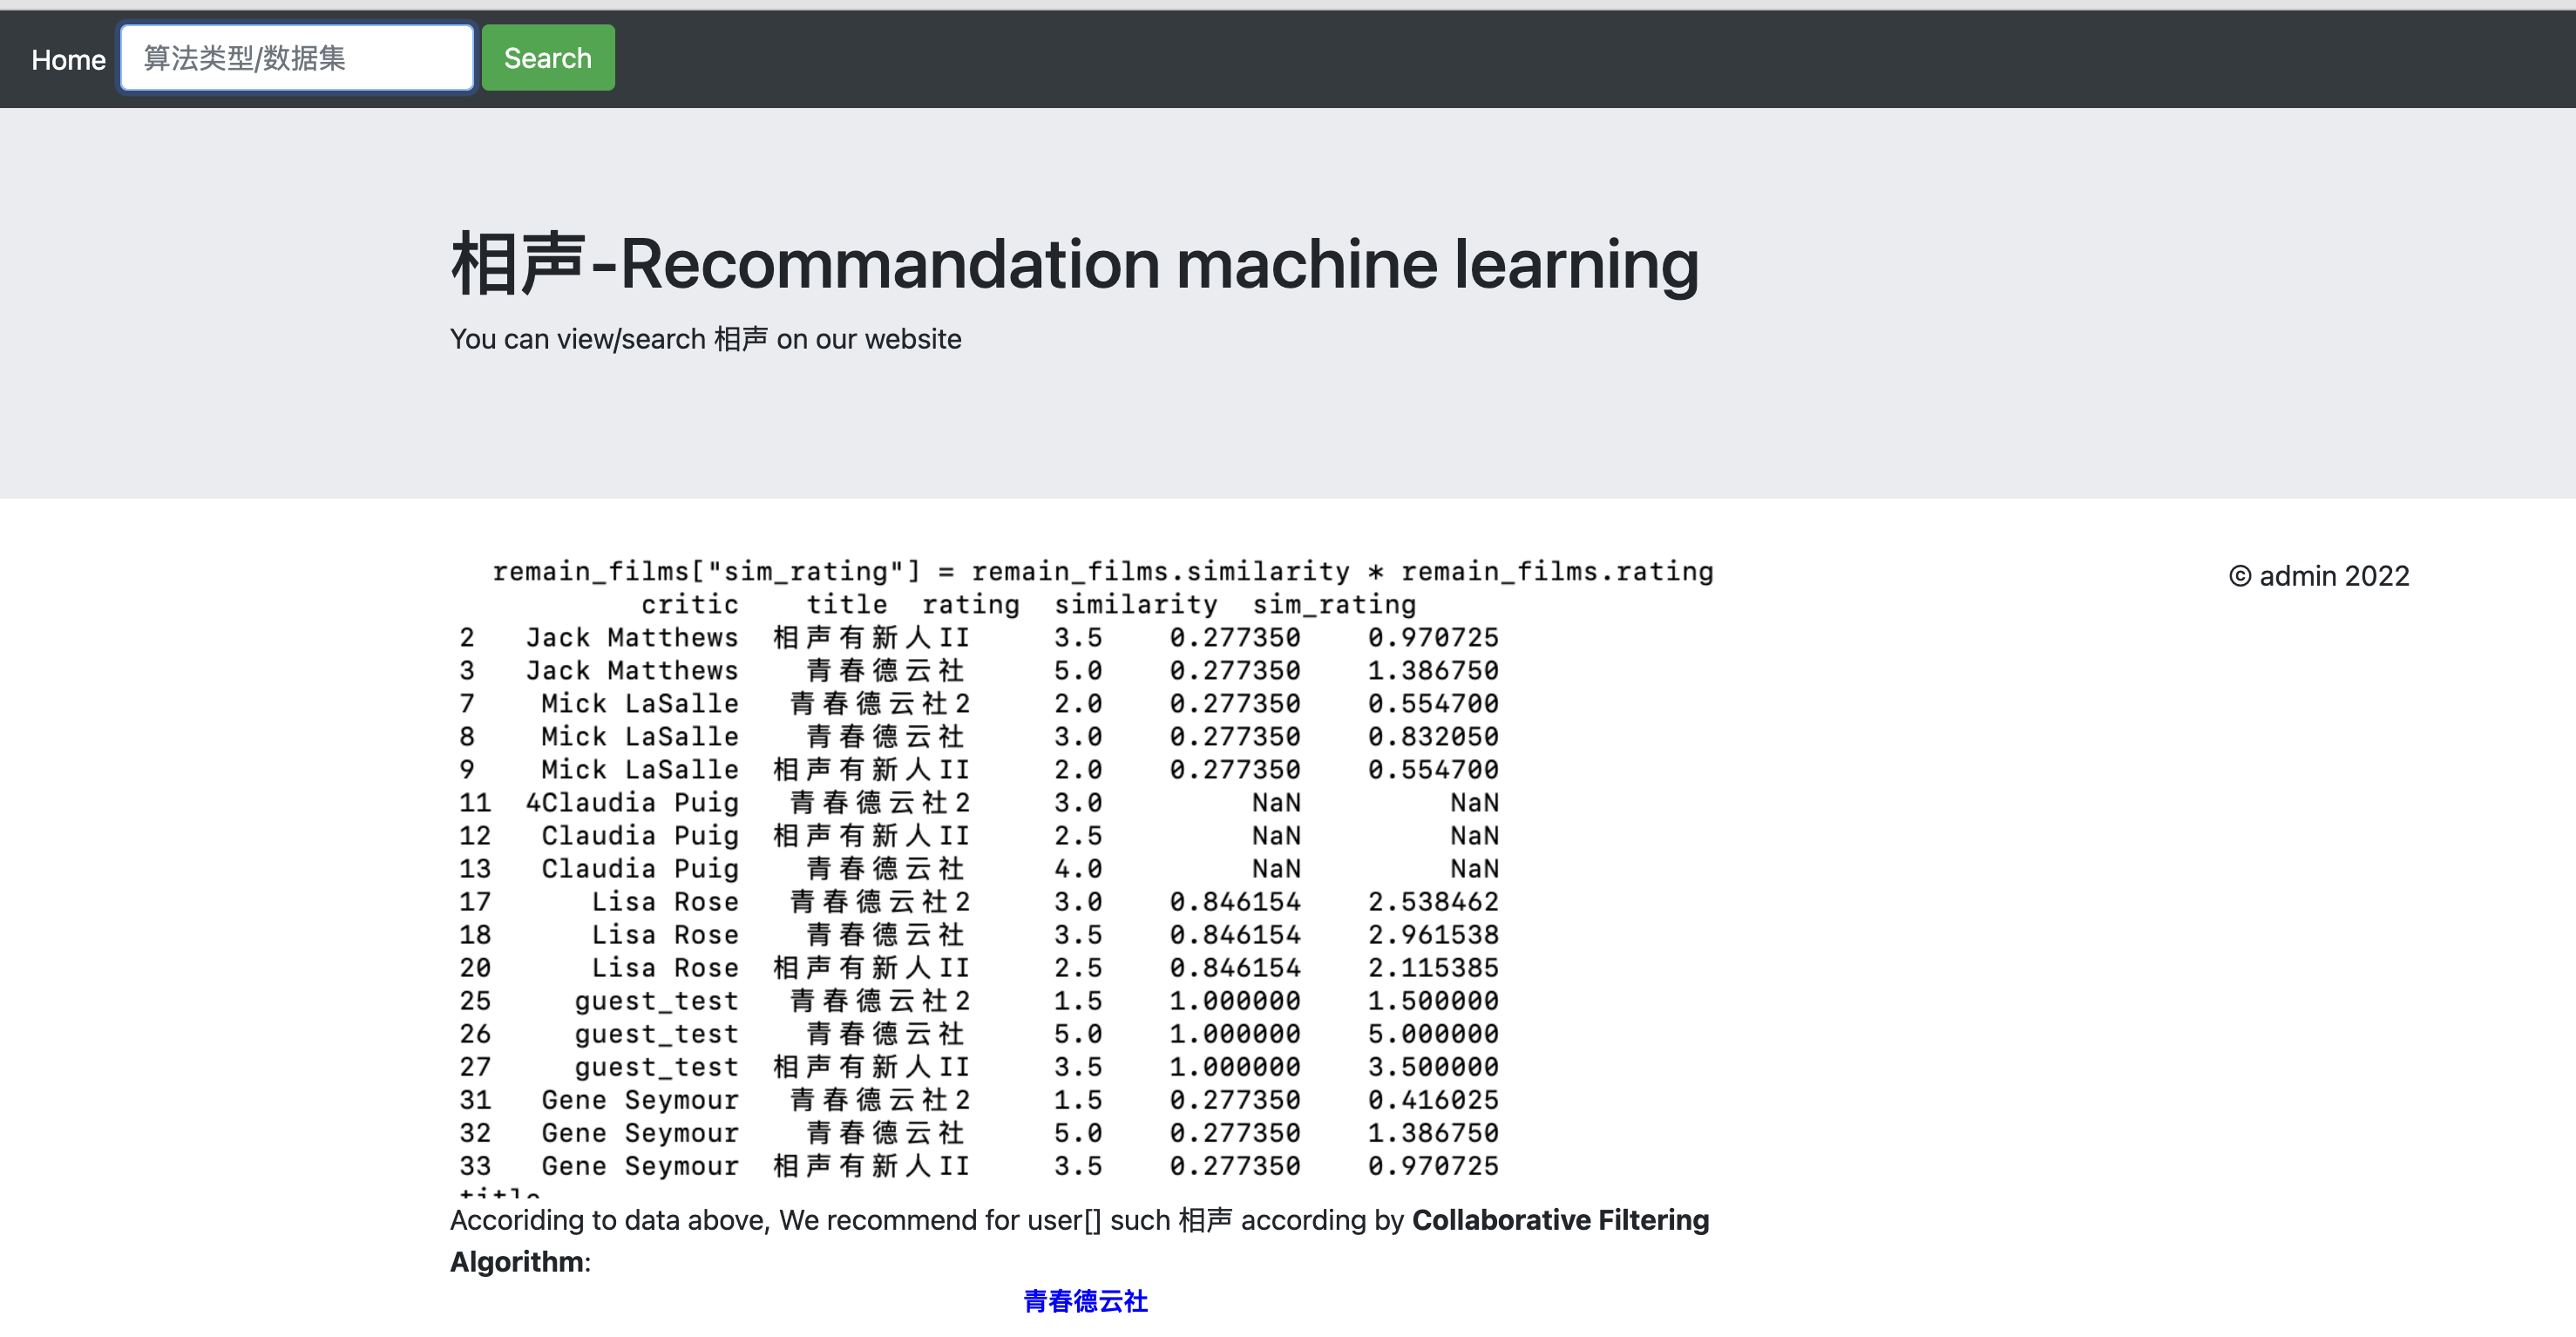 Home 算法类型/数据集 Search
相声-Recommandation machine learning
You can view/search 相声 on our website
remain_films["sim_rating"] = remain_films.similarity * remain_films.rating
critic title rating similarity sim_rating
2 Jack Matthews 相声有新人II 3.5 0.277350 0.970725
3 Jack Matthews 青春德云社 5.0 0.277350 1.386750
7 Mick LaSalle 青春德云社2 2.0 0.277350 0.554700
8 Mick LaSalle 青春德云社 3.0 0.277350 0.832050
9 Mick LaSalle 相声有新人II 2.0 0.277350 0.554700
11 4Claudia Puig 青春德云社2 3.0 NaN NaN
12 Claudia Puig 相声有新人II 2.5 NaN NaN
13 Claudia Puig 青春德云社 4.0 NaN NaN
17 Lisa Rose 青春德云社2 3.0 0.846154 2.538462
18 Lisa Rose 青春德云社 3.5 0.846154 2.961538
20 Lisa Rose 相声有新人II 2.5 0.846154 2.115385
25 guest_test 青春德云社2 1.5 1.000000 1.500000
26 guest_test 青春德云社 5.0 1.000000 5.000000
27 guest_test 相声有新人II 3.5 1.000000 3.500000
31 Gene Seymour 青春德云社2 1.5 0.277350 0.416025
32 Gene Seymour 青春德云社 5.0 0.277350 1.386750
33 Gene Seymour 相声有新人II 3.5 0.277350 0.970725
title
Accoriding to data above, We recommend for user[] such 相声 according by Collaborative Filtering
Algorithm:
青春德云社
© admin 2022